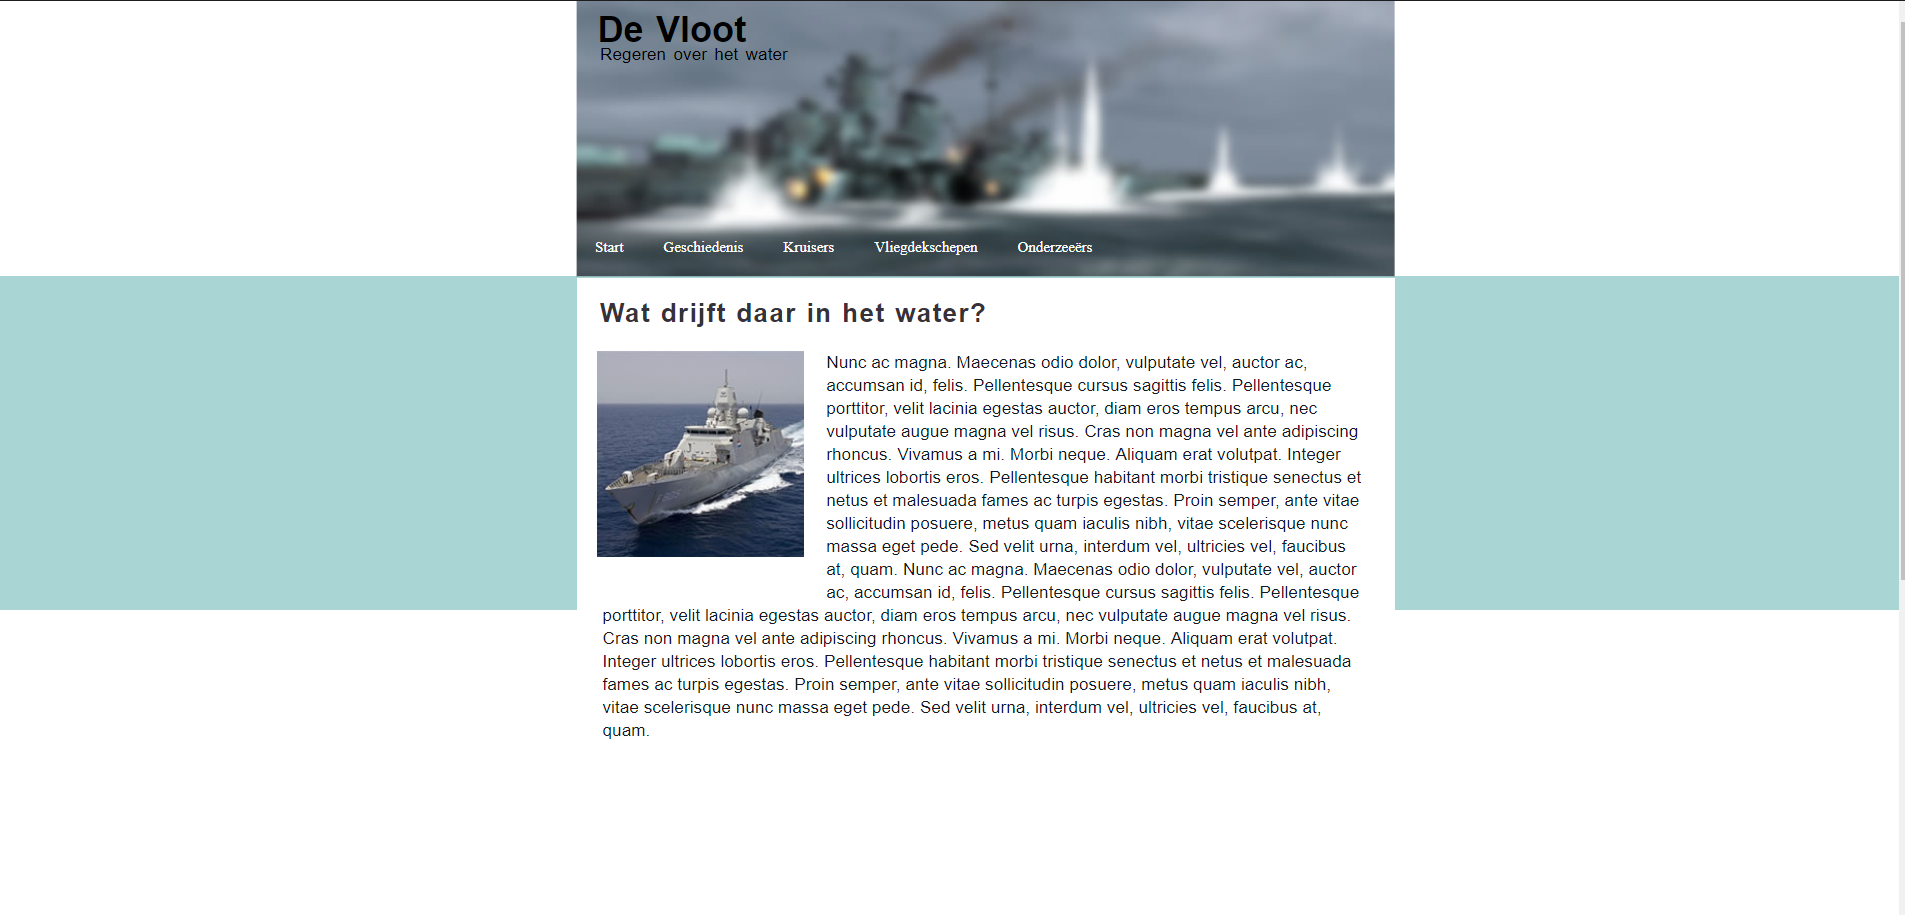 De Vloot
Regeren over het water
Start Geschiedenis Kruisers Vliegdekschepen Onderzeeërs
Wat drijft daar in het water?
Nunc ac magna. Maecenas odio dolor, vulputate vel, auctor ac,
accumsan id, felis. Pellentesque cursus sagittis felis. Pellentesque
porttitor, velit lacinia egestas auctor, diam eros tempus arcu, nec
vulputate augue magna vel risus. Cras non magna vel ante adipiscing
rhoncus. Vivamus a mi. Morbi neque. Aliquam erat volutpat. Integer
ultrices lobortis eros. Pellentesque habitant morbi tristique senectus et
netus et malesuada fames ac turpis egestas. Proin semper, ante vitae
sollicitudin posuere, metus quam iaculis nibh, vitae scelerisque nunc
massa eget pede. Sed velit urna, interdum vel, ultricies vel, faucibus
at, quam. Nunc ac magna. Maecenas odio dolor, vulputate vel, auctor
ac, accumsan id, felis. Pellentesque cursus sagittis felis. Pellentesque
porttitor, velit lacinia egestas auctor, diam eros tempus arcu, nec vulputate augue magna vel risus.
Cras non magna vel ante adipiscing rhoncus. Vivamus a mi. Morbi neque. Aliquam erat volutpat.
Integer ultrices lobortis eros. Pellentesque habitant morbi tristique senectus et netus et malesuada
fames ac turpis egestas. Proin semper, ante vitae sollicitudin posuere, metus quam iaculis nibh,
vitae scelerisque nunc massa eget pede. Sed velit urna, interdum vel, ultricies vel, faucibus at,
quam.